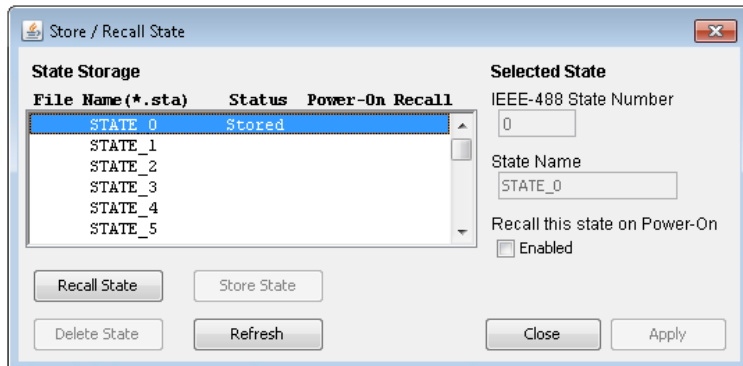 Store / Recall State
State Storage
File Name(*.sta) Status Power-On Recall
STATE_0 Stored
STATE_1
STATE_2
STATE_3
STATE_4
STATE_5
Recall State Store State
Delete State Refresh
Selected State
IEEE-488 State Number
0
State Name
STATE_0
Recall this state on Power-On
Enabled
Close Apply